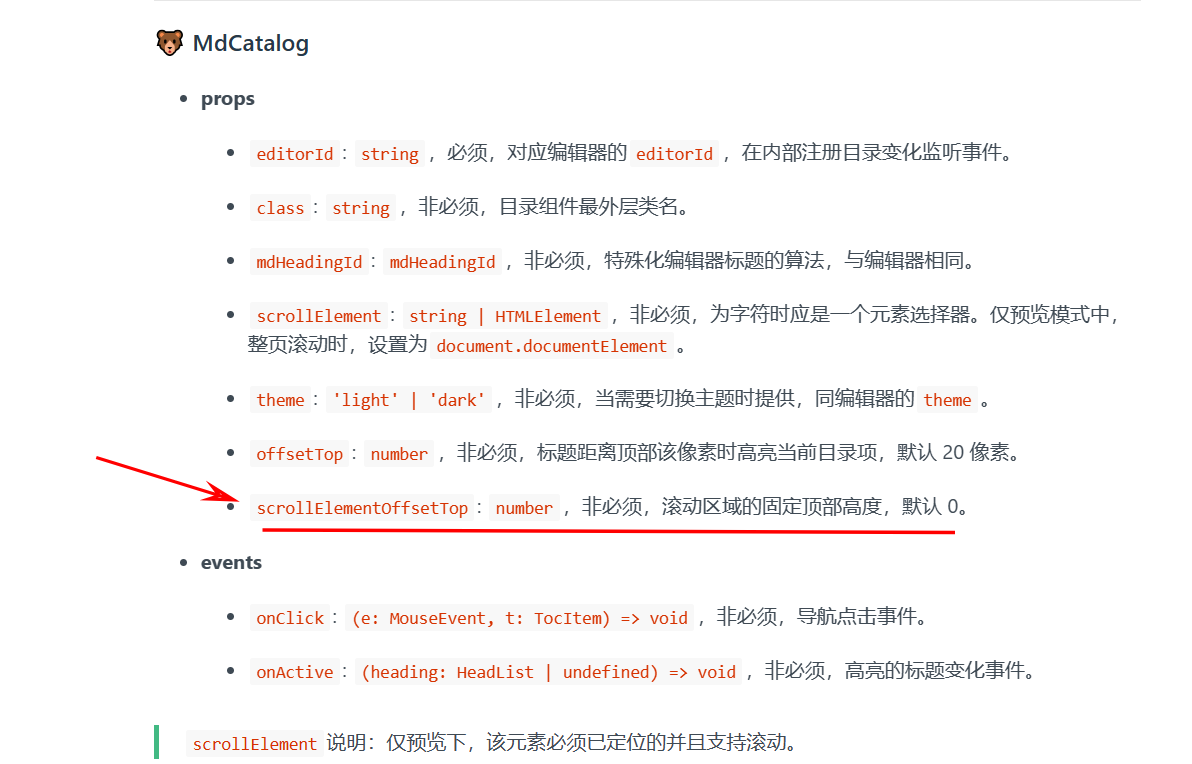 MdCatalog
props
editorId：string，必须，对应编辑器的 editorId，在内部注册目录变化监听事件。
class：string，非必须，目录组件最外层类名。
mdHeadingId：mdHeadingId，非必须，特殊化编辑器标题的算法，与编辑器相同。
scrollElement：string | HTMLElement，非必须，为字符时应是一个元素选择器。仅预览模式中，
整页滚动时，设置为 document.documentElement。
theme：'light' | 'dark'，非必须，当需要切换主题时提供，同编辑器的 theme。
offsetTop：number，非必须，标题距离顶部该像素时高亮当前目录项，默认 20 像素。
scrollElementOffsetTop：number，非必须，滚动区域的固定顶部高度，默认 0。
events
onClick：(e: MouseEvent, t: TocItem) => void，非必须，导航点击事件。
onActive：(heading: HeadList | undefined) => void，非必须，高亮的标题变化事件。
scrollElement 说明：仅预览下，该元素必须已定位的并且支持滚动。